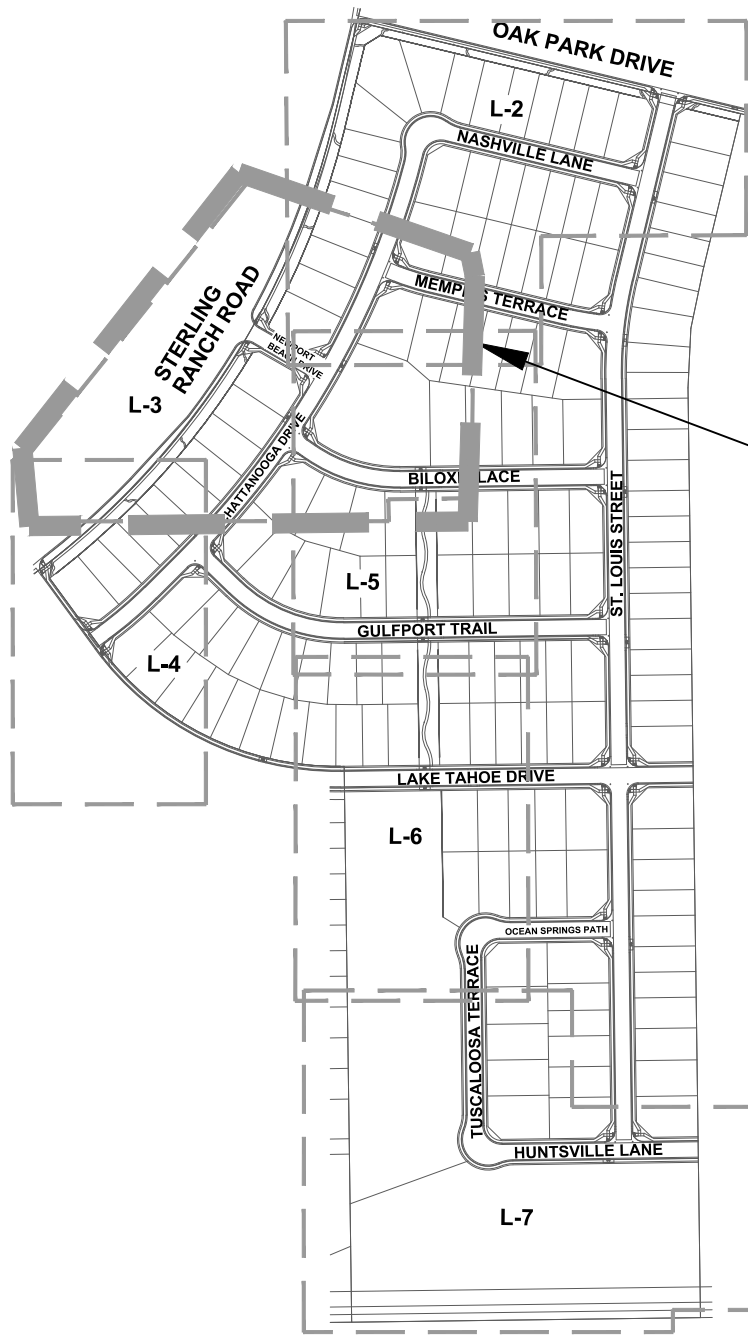 OAK PARK DRIVE
L-2
NASHVILLE LANE
STERLING
RANCH ROAD
MEMPHIS TERRACE
NEWPORT
BEACH DRIVE
L-3
CHATTANOOGA DRIVE
BILOXI PLACE
ST. LOUIS STREET
L-5
GULFPORT TRAIL
L-4
LAKE TAHOE DRIVE
L-6
OCEAN SPRINGS PATH
TUSCALOOSA TERRACE
HUNTSVILLE LANE
L-7